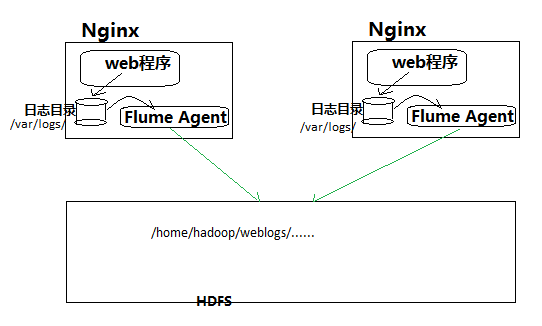 Nginx
web程序
日志目录
/var/logs/
Flume Agent
Nginx
web程序
日志目录
/var/logs/
Flume Agent
/home/hadoop/weblogs/......
HDFS